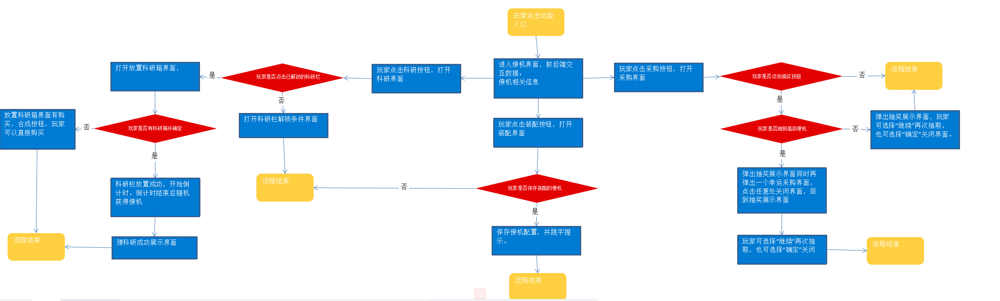 玩家点击功能
入口
打开放置科研箱界面，
是
玩家是否点击已解锁的科研栏
玩家点击科研按钮，打开
科研界面
进入僚机界面，前后端交
互数据：
僚机相关信息
玩家点击采购按钮，打开
采购界面
玩家是否点击抽奖按钮
否
流程结束
否
是
放置科研箱界面有购
买，合成按钮，玩家
可以直接购买
否
玩家是否有科研箱并确定
打开科研栏解锁条件界面
玩家点击装配按钮，打开
装配界面
玩家是否抽到高级僚机
否
弹出抽奖展示界面，玩家
可选择“继续”再次抽取，
也可选择“确定”关闭界面。
是
是
科研栏放置成功，开始倒
计时。倒计时结束后随机
获得僚机
流程结束
否
玩家是否保存装配的僚机
弹出抽奖展示界面同时再
弹出一个幸运采购界面，
点击任意处关闭界面，回
到抽奖展示界面
是
流程结束
弹科研成功展示界面
保存僚机配置，并跳字提
示。
玩家可选择“继续”再次抽
取，也可选择“确定”关闭
流程结束
流程结束